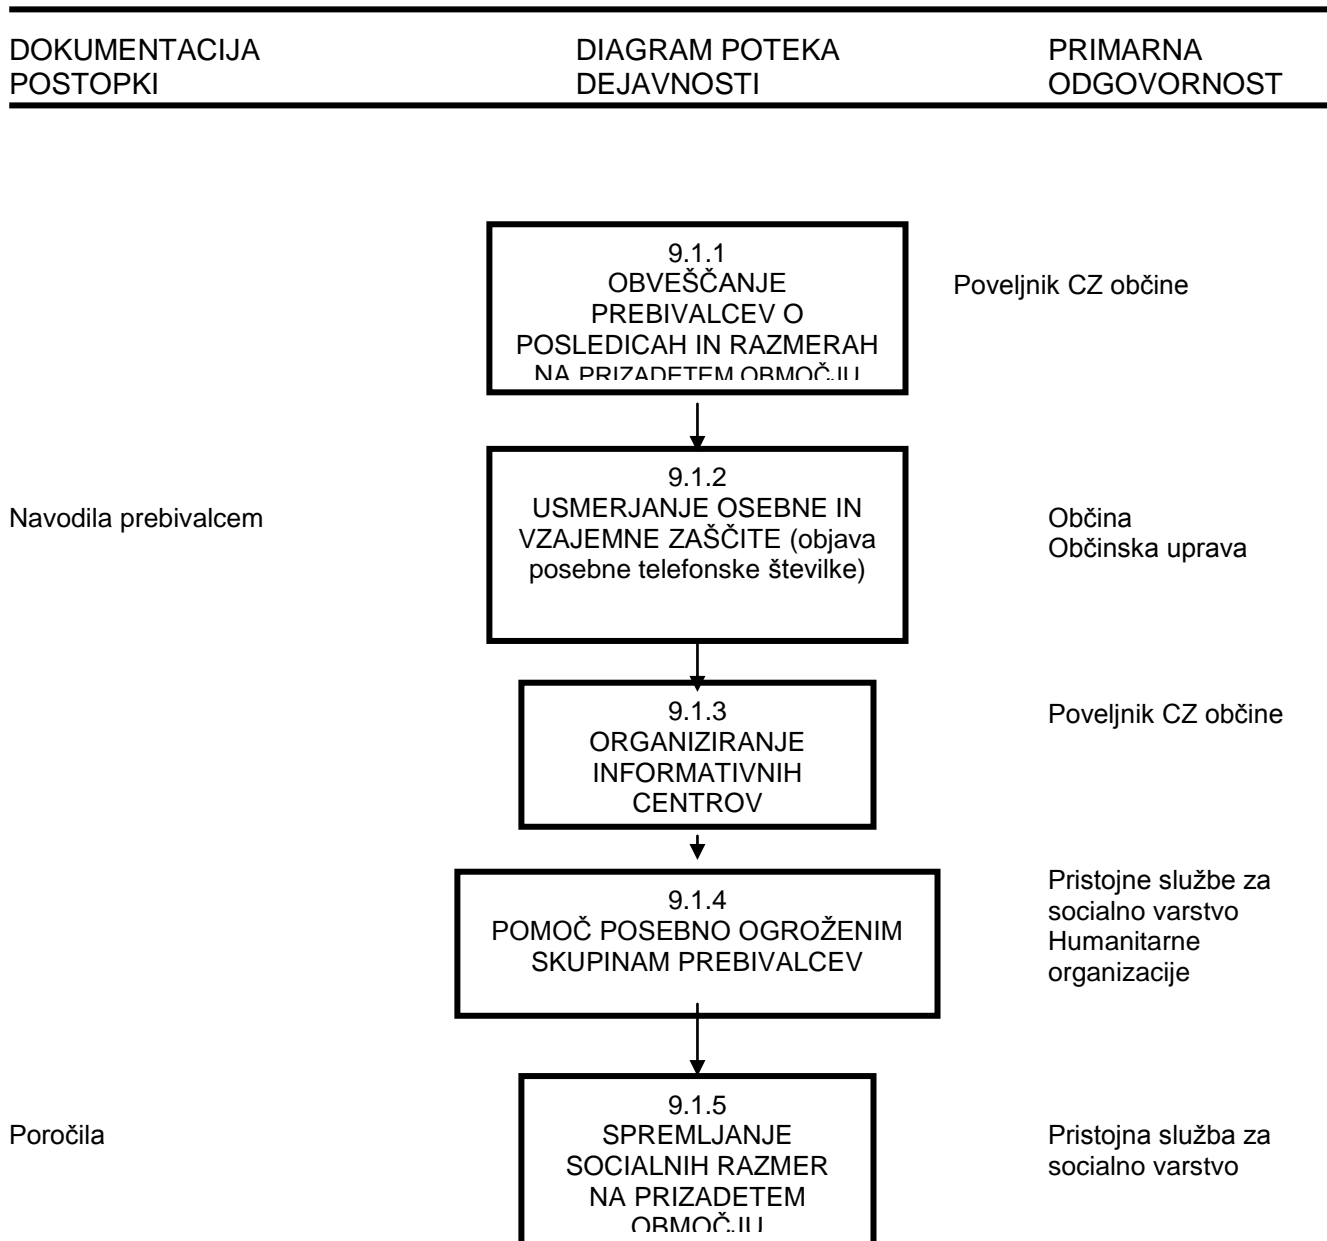 DOKUMENTACIJA
POSTOPKI
DIAGRAM POTEKA
DEJAVNOSTI
PRIMARNA
ODGOVORNOST
9.1.1
OBVEŠČANJE
PREBIVALCEV O
POSLEDICAH IN RAZMERAH
NA PRIZADETEM OBMOČJU
Poveljnik CZ občine
Navodila prebivalcem
9.1.2
USMERJANJE OSEBNE IN
VZAJEMNE ZAŠČITE (objava
posebne telefonske številke)
Občina
Občinska uprava
9.1.3
ORGANIZIRANJE
INFORMATIVNIH
CENTROV
Poveljnik CZ občine
9.1.4
POMOČ POSEBNO OGROŽENIM
SKUPINAM PREBIVALCEV
Pristojne službe za
socialno varstvo
Humanitarne
organizacije
Poročila
9.1.5
SPREMLJANJE
SOCIALNIH RAZMER
NA PRIZADETEM
OBMOČJU
Pristojna služba za
socialno varstvo